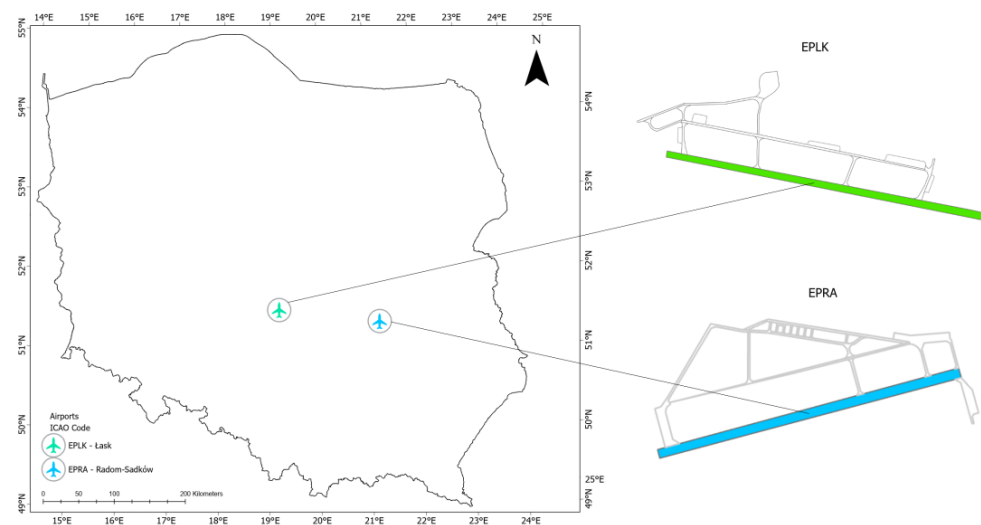 14°E 15°E 16°E 17°E 18°E 19°E 20°E 21°E 22°E 23°E 24°E 25°E
55°N
54°N
53°N
52°N
51°N
50°N
49°N
N
54°N
53°N
52°N
51°N
50°N
49°N
25°E
Airports
ICAO Code
EPLK - Łask
EPRA - Radom-Sadków
0 50 100 200 Kilometers
15°E 16°E 17°E 18°E 19°E 20°E 21°E 22°E 23°E 24°E
EPLK
EPRA